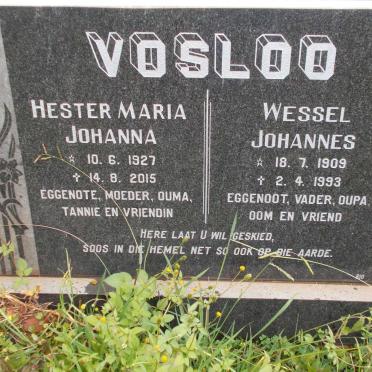 VOSLOO
HESTER MARIA
JOHANNA
☆ 10. 6. 1927
✝ 14. 8. 2015
EGGENOTE, MOEDER, OUMA,
TANNIE EN VRIENDIN
WESSEL
JOHANNES
☆ 18. 7. 1909
✝ 2. 4. 1993
EGGENOOT, VADER, OUPA,
OOM EN VRIEND
HERE LAAT U WIL GESKIED,
SOOS IN DIE HEMEL NET SO OOK OP DIE AARDE.